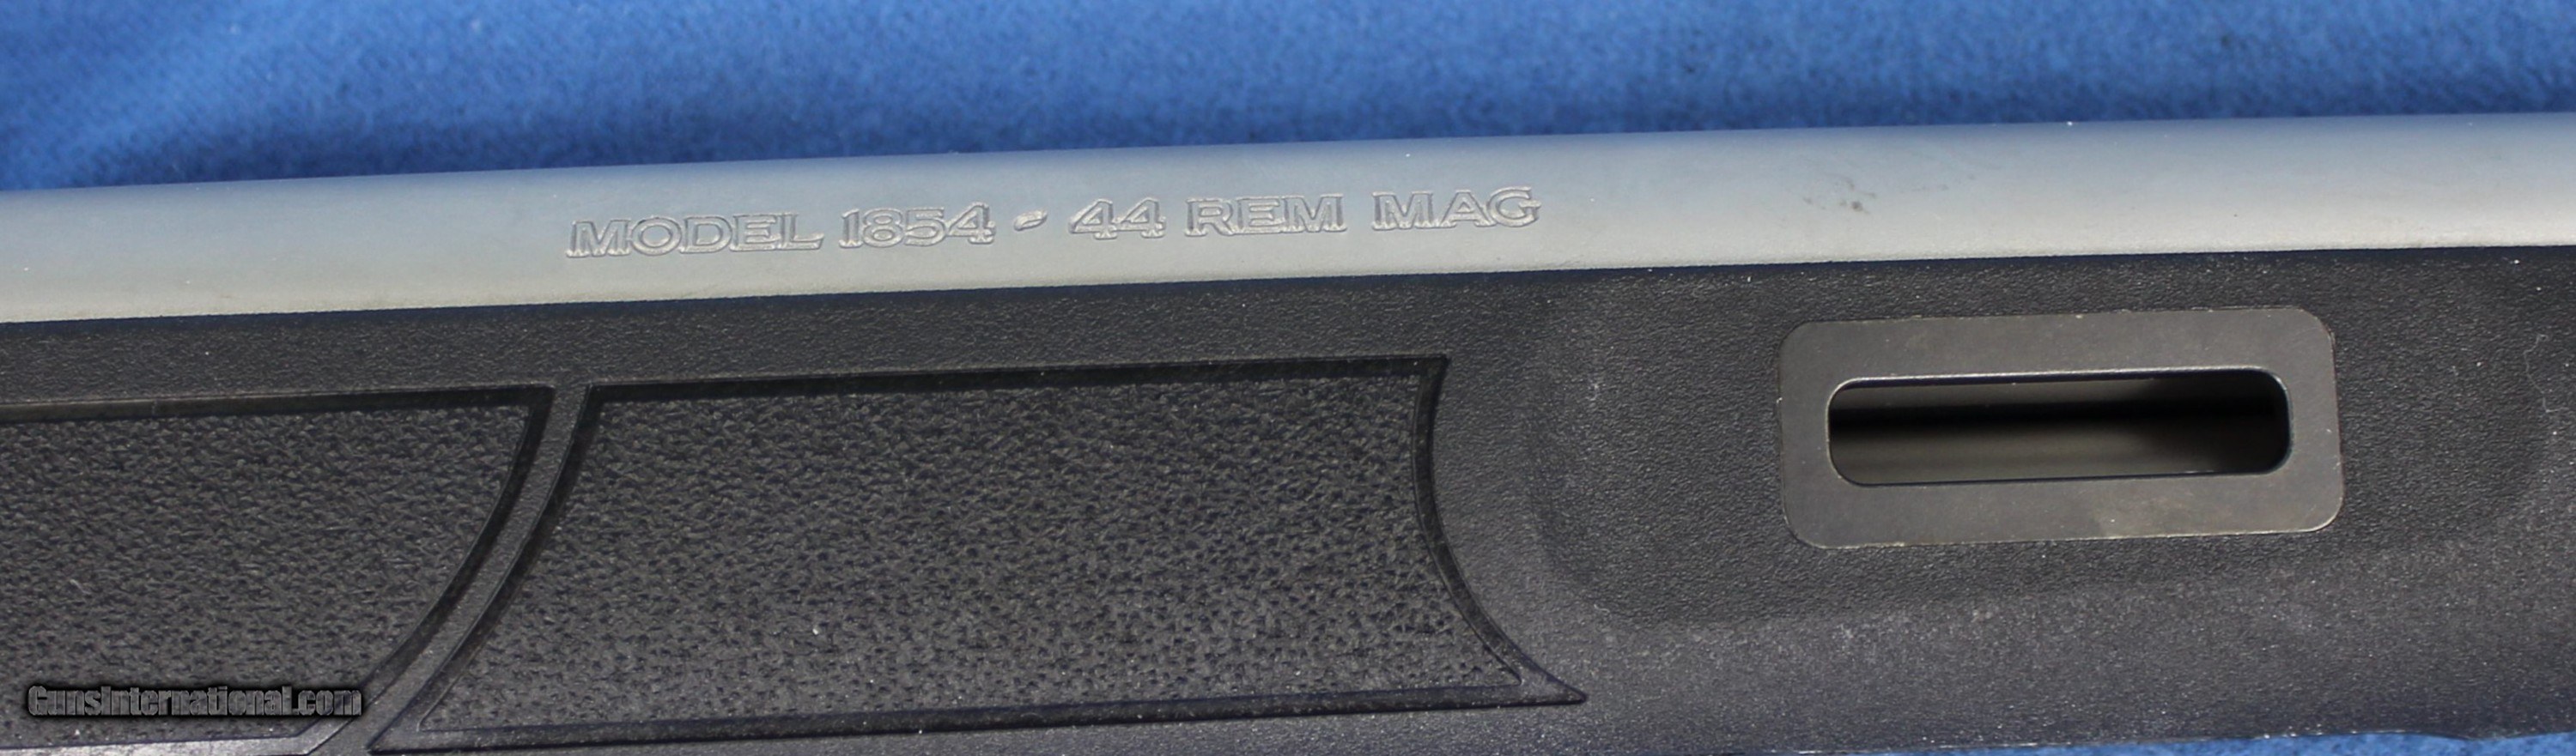 MODEL 1854 - 44 REM MAG
GunsInternational.com